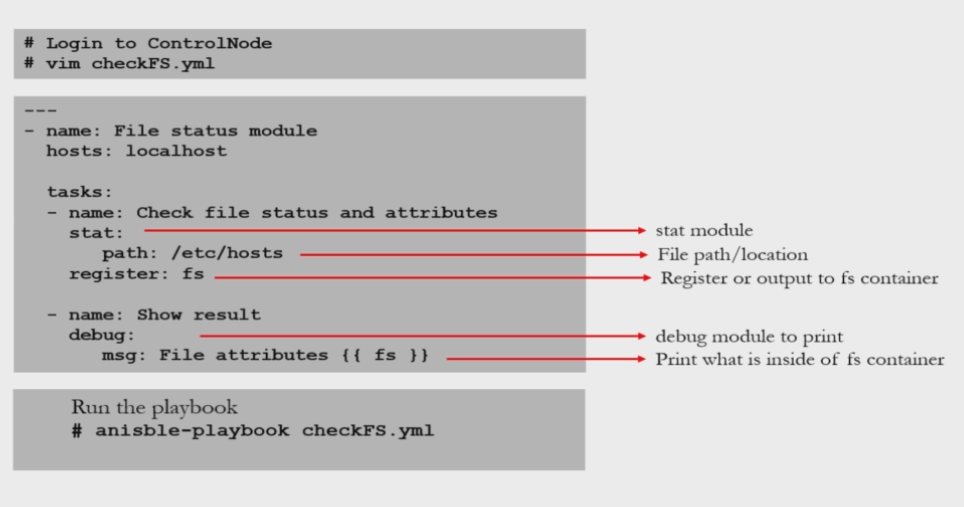 # Login to ControlNode
# vim checkFS.yml
---
- name: File status module
hosts: localhost
tasks:
- name: Check file status and attributes
stat:
stat module
path: /etc/hosts
File path/location
register: fs
Register or output to fs container
- name: Show result
debug:
debug module to print
msg: File attributes {{ fs }}
Print what is inside of fs container
Run the playbook
# anisble-playbook checkFS.yml